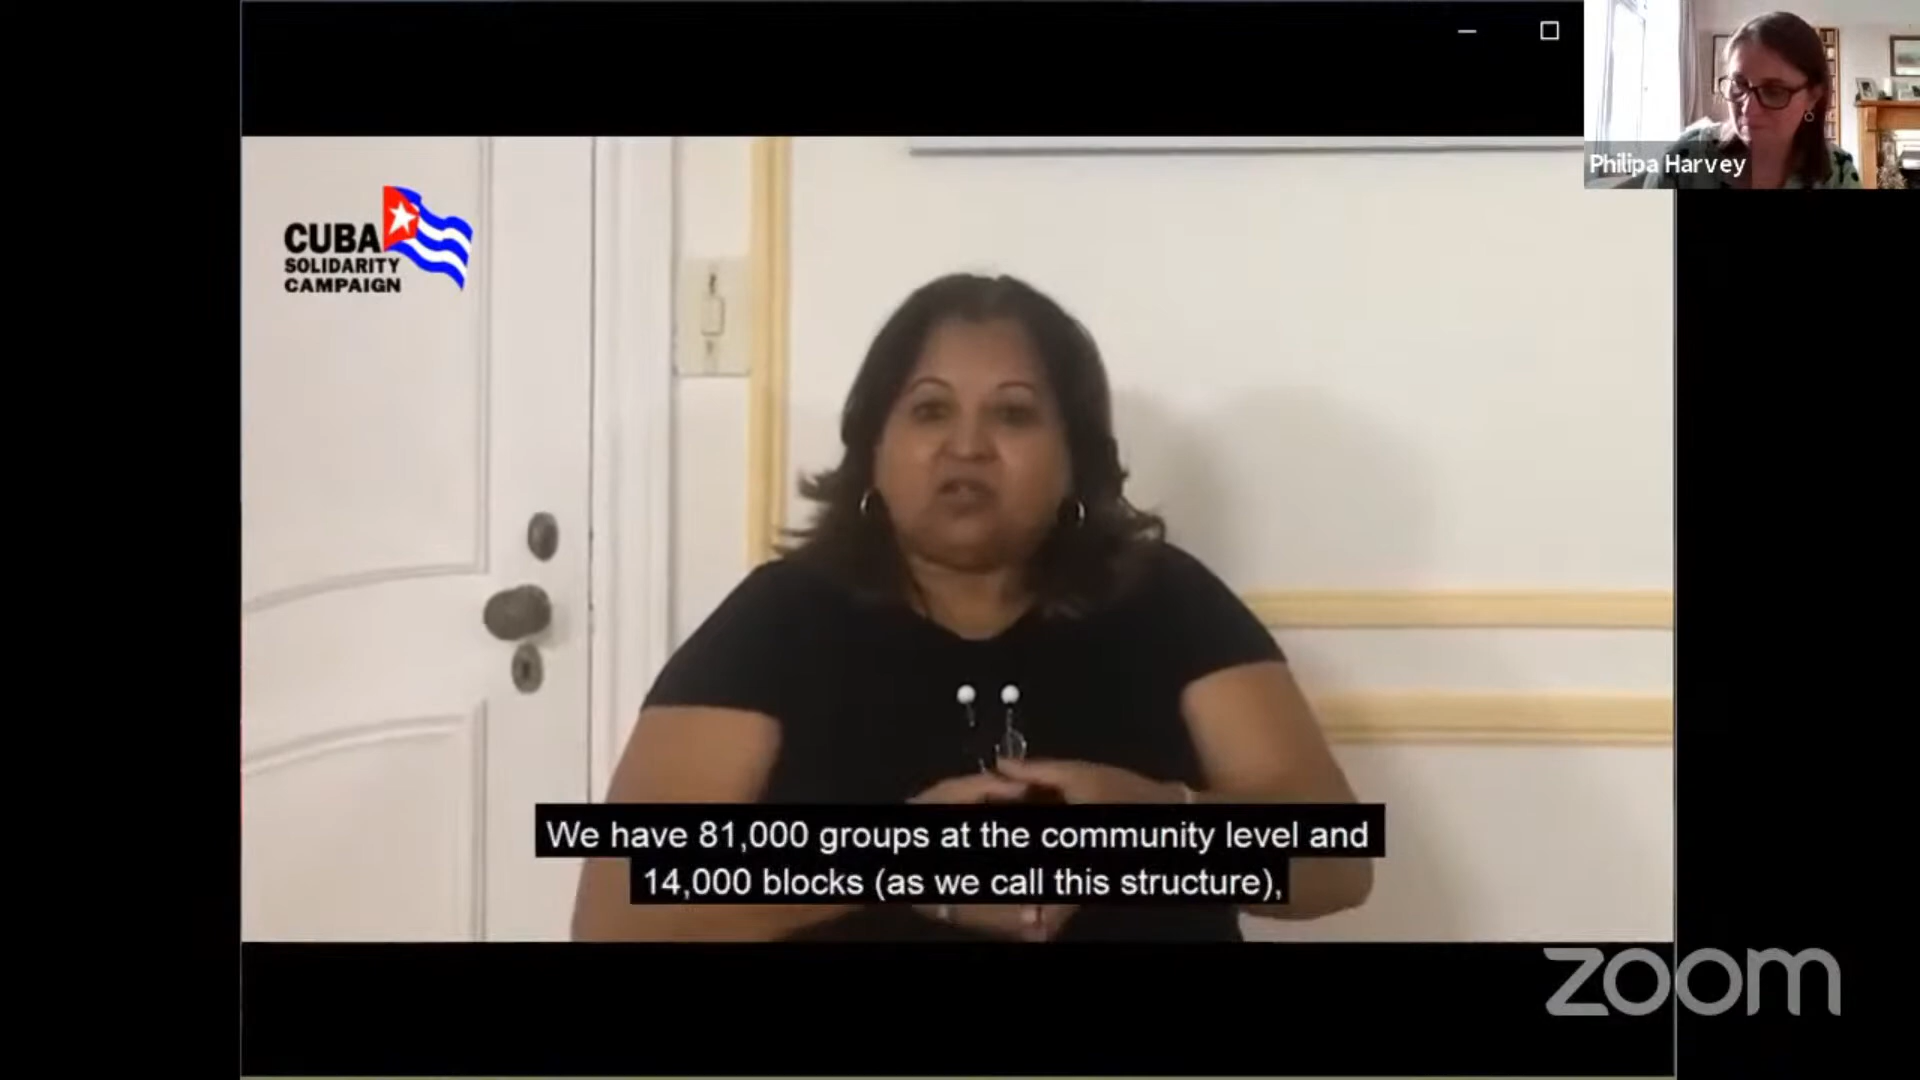 Philipa Harvey
CUBA
SOLIDARITY
CAMPAIGN
We have 81,000 groups at the community level and
14,000 blocks (as we call this structure),
zoom